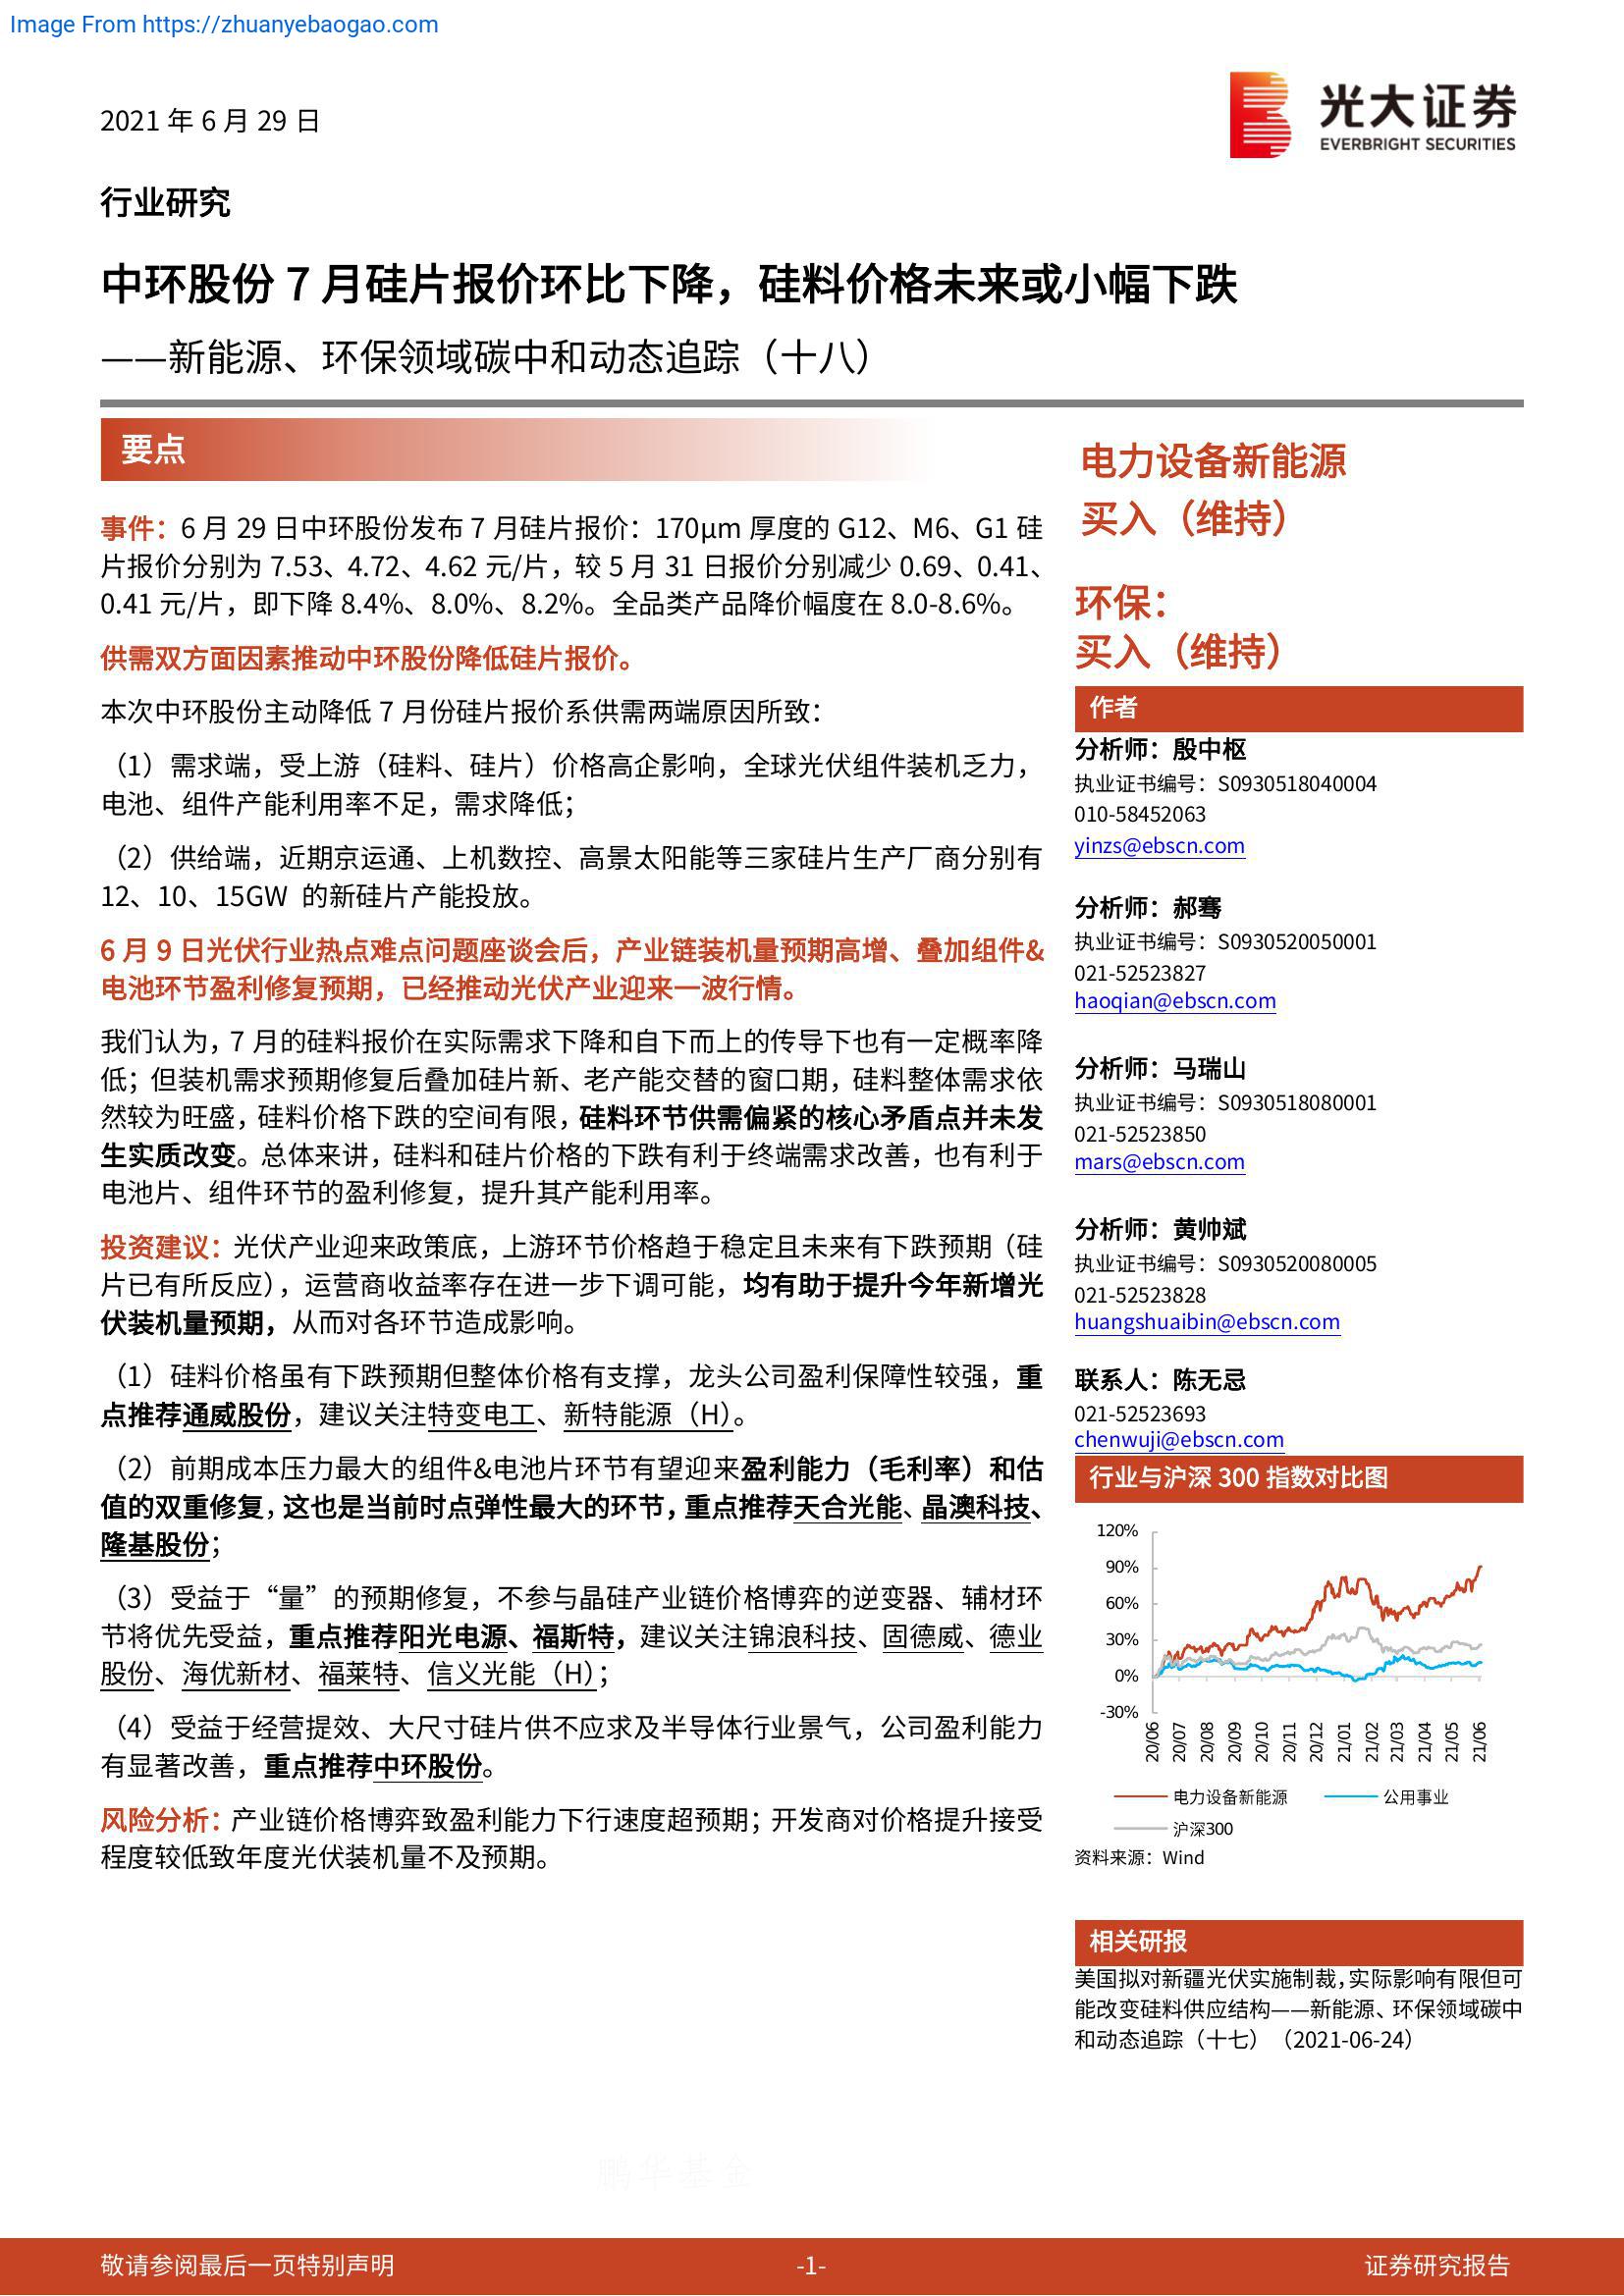 Image From https://zhuanyebaogao.com
2021 年 6 月 29 日
光大证券
EVERBRIGHT SECURITIES
行业研究
中环股份 7 月硅片报价环比下降，硅料价格未来或小幅下跌
——新能源、环保领域碳中和动态追踪（十八）
要点
事件：6 月 29 日中环股份发布 7 月硅片报价：170μm 厚度的 G12、M6、G1 硅
片报价分别为 7.53、4.72、4.62 元/片，较 5 月 31 日报价分别减少 0.69、0.41、
0.41 元/片，即下降 8.4%、8.0%、8.2%。全品类产品降价幅度在 8.0-8.6%。
供需双方面因素推动中环股份降低硅片报价。
本次中环股份主动降低 7 月份硅片报价系供需两端原因所致：
（1）需求端，受上游（硅料、硅片）价格高企影响，全球光伏组件装机乏力，
电池、组件产能利用率不足，需求降低；
（2）供给端，近期京运通、上机数控、高景太阳能等三家硅片生产厂商分别有
12、10、15GW 的新硅片产能投放。
6 月 9 日光伏行业热点难点问题座谈会后，产业链装机量预期高增、叠加组件&
电池环节盈利修复预期，已经推动光伏产业迎来一波行情。
我们认为，7 月的硅料报价在实际需求下降和自下而上的传导下也有一定概率降
低；但装机需求预期修复后叠加硅片新、老产能交替的窗口期，硅料整体需求依
然较为旺盛，硅料价格下跌的空间有限，硅料环节供需偏紧的核心矛盾点并未发
生实质改变。总体来讲，硅料和硅片价格的下跌有利于终端需求改善，也有利于
电池片、组件环节的盈利修复，提升其产能利用率。
投资建议：光伏产业迎来政策底，上游环节价格趋于稳定且未来有下跌预期（硅
片已有所反应），运营商收益率存在进一步下调可能，均有助于提升今年新增光
伏装机量预期，从而对各环节造成影响。
（1）硅料价格虽有下跌预期但整体价格有支撑，龙头公司盈利保障性较强，重
点推荐通威股份，建议关注特变电工、新特能源（H）。
（2）前期成本压力最大的组件&电池片环节有望迎来盈利能力（毛利率）和估
值的双重修复，这也是当前时点弹性最大的环节，重点推荐天合光能、晶澳科技、
隆基股份；
（3）受益于“量”的预期修复，不参与晶硅产业链价格博弈的逆变器、辅材环
节将优先受益，重点推荐阳光电源、福斯特，建议关注锦浪科技、固德威、德业
股份、海优新材、福莱特、信义光能（H）；
（4）受益于经营提效、大尺寸硅片供不应求及半导体行业景气，公司盈利能力
有显著改善，重点推荐中环股份。
风险分析：产业链价格博弈致盈利能力下行速度超预期；开发商对价格提升接受
程度较低致年度光伏装机量不及预期。
电力设备新能源
买入（维持）
环保：
买入（维持）
作者
分析师：殷中枢
执业证书编号：S0930518040004
010-58452063
yinzs@ebscn.com
分析师：郝骞
执业证书编号：S0930520050001
021-52523827
haoqian@ebscn.com
分析师：马瑞山
执业证书编号：S0930518080001
021-52523850
mars@ebscn.com
分析师：黄帅斌
执业证书编号：S0930520080005
021-52523828
huangshuaibin@ebscn.com
联系人：陈无忌
021-52523693
chenwuji@ebscn.com
行业与沪深 300 指数对比图
120%
90%
60%
30%
0%
-30%
20/06 20/07 20/08 20/09 20/10 20/11 20/12 21/01 21/02 21/03 21/04 21/05 21/06
电力设备新能源 公用事业
沪深300
资料来源：Wind
相关研报
美国拟对新疆光伏实施制裁，实际影响有限但可
能改变硅料供应结构——新能源、环保领域碳中
和动态追踪（十七）（2021-06-24）
鹏华基金
敬请参阅最后一页特别声明 -1- 证券研究报告